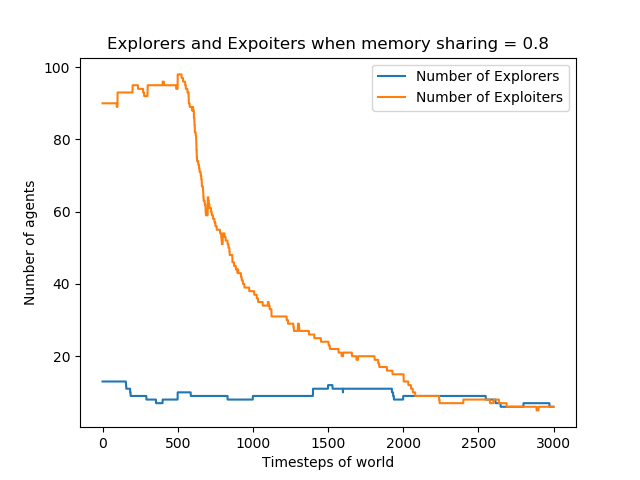 Explorers and Expoiters when memory sharing = 0.8
Number of Explorers
Number of Exploiters
Number of agents
100
80
60
40
20
0
500
1000
1500
2000
2500
3000
Timesteps of world